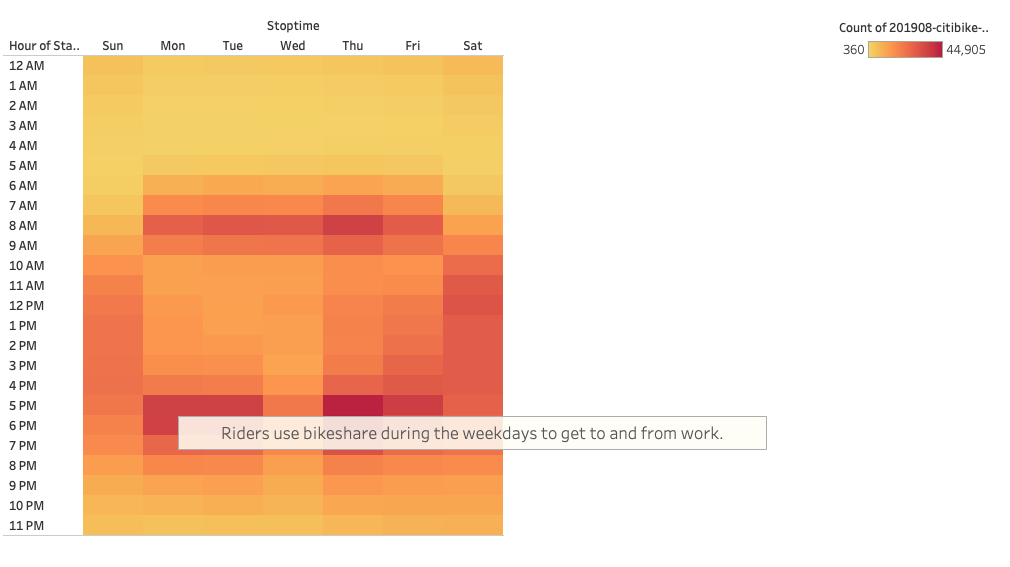 Stoptime
Count of 201908-citibike-..
Hour of Sta.. Sun Mon Tue Wed Thu Fri Sat
360 44,905
12 AM
1 AM
2 AM
3 AM
4 AM
5 AM
6 AM
7 AM
8 AM
9 AM
10 AM
11 AM
12 PM
1 PM
2 PM
3 PM
4 PM
5 PM
6 PM
Riders use bikeshare during the weekdays to get to and from work.
7 PM
8 PM
9 PM
10 PM
11 PM